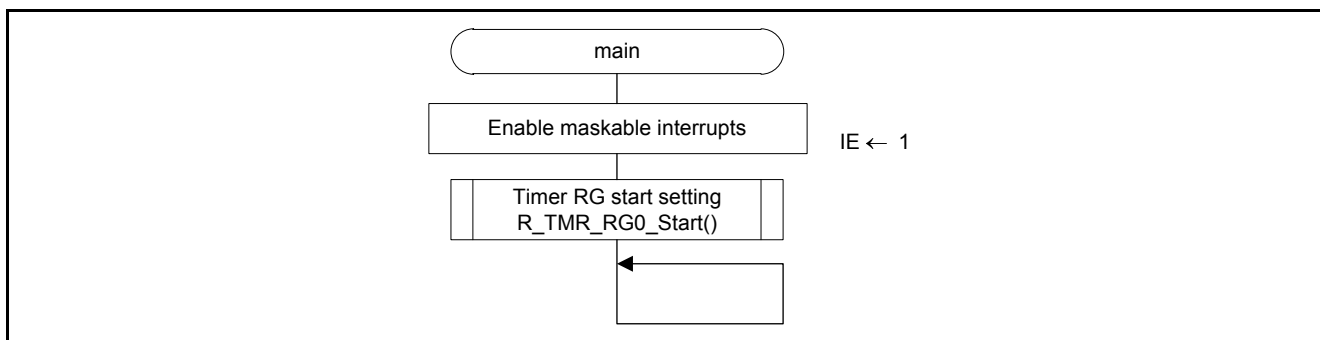 main
Enable maskable interrupts
IE ← 1
Timer RG start setting
R_TMR_RG0_Start()